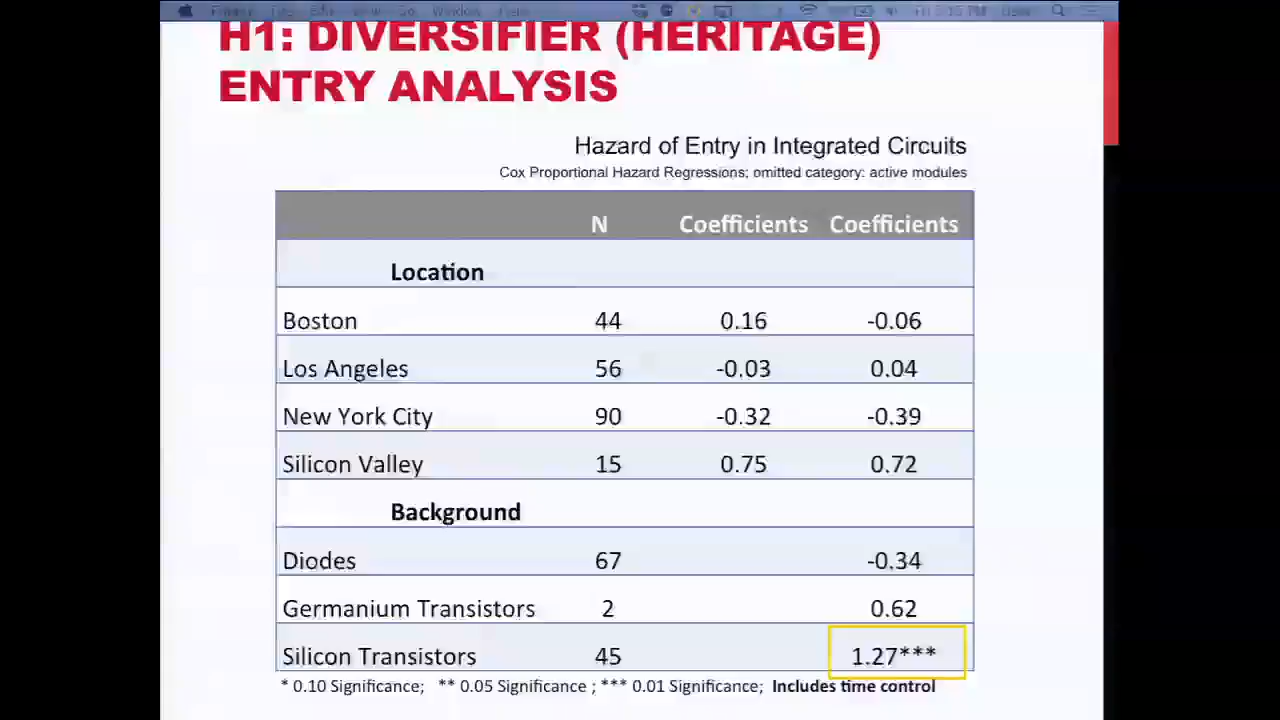 H1: DIVERSIFIER (HERITAGE)
ENTRY ANALYSIS
Hazard of Entry in Integrated Circuits
Cox Proportional Hazard Regressions; omitted category: active modules
N Coefficients Coefficients
Location
Boston 44 0.16 -0.06
Los Angeles 56 -0.03 0.04
New York City 90 -0.32 -0.39
Silicon Valley 15 0.75 0.72
Background
Diodes 67 -0.34
Germanium Transistors 2 0.62
Silicon Transistors 45 1.27***
* 0.10 Significance; ** 0.05 Significance ; *** 0.01 Significance; Includes time control